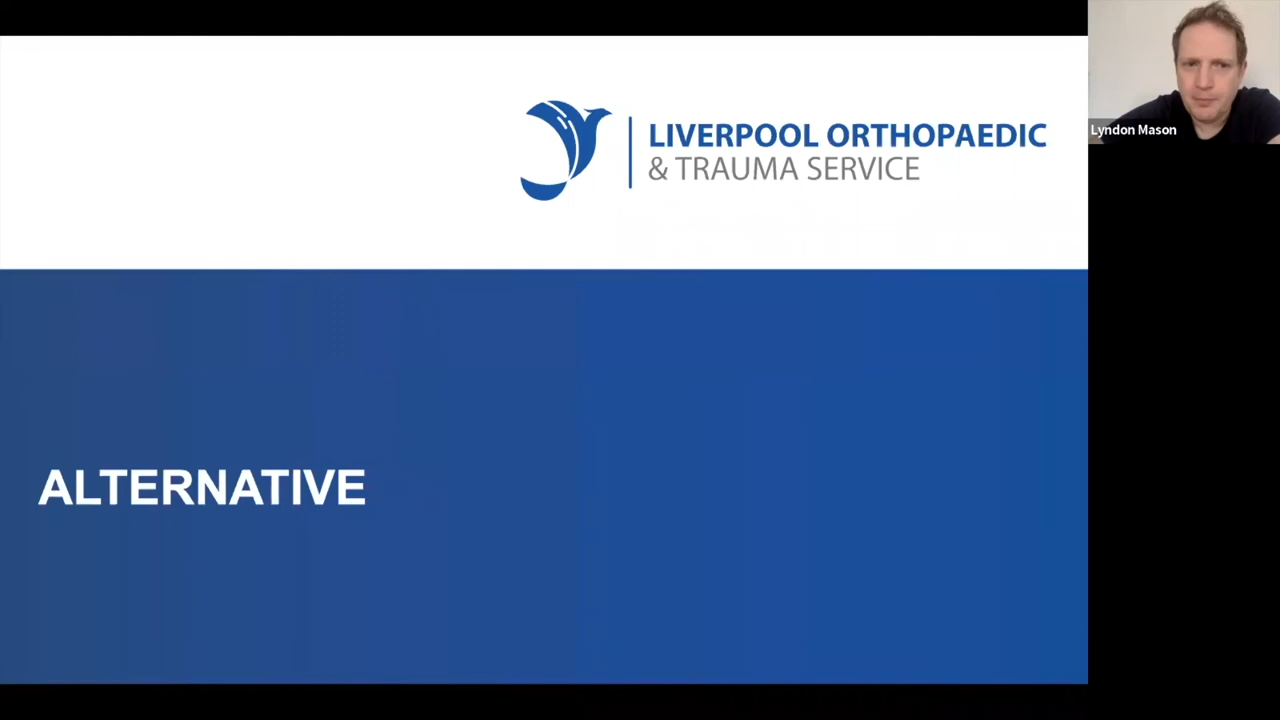 LIVERPOOL ORTHOPAEDIC
& TRAUMA SERVICE
Lyndon Mason
ALTERNATIVE